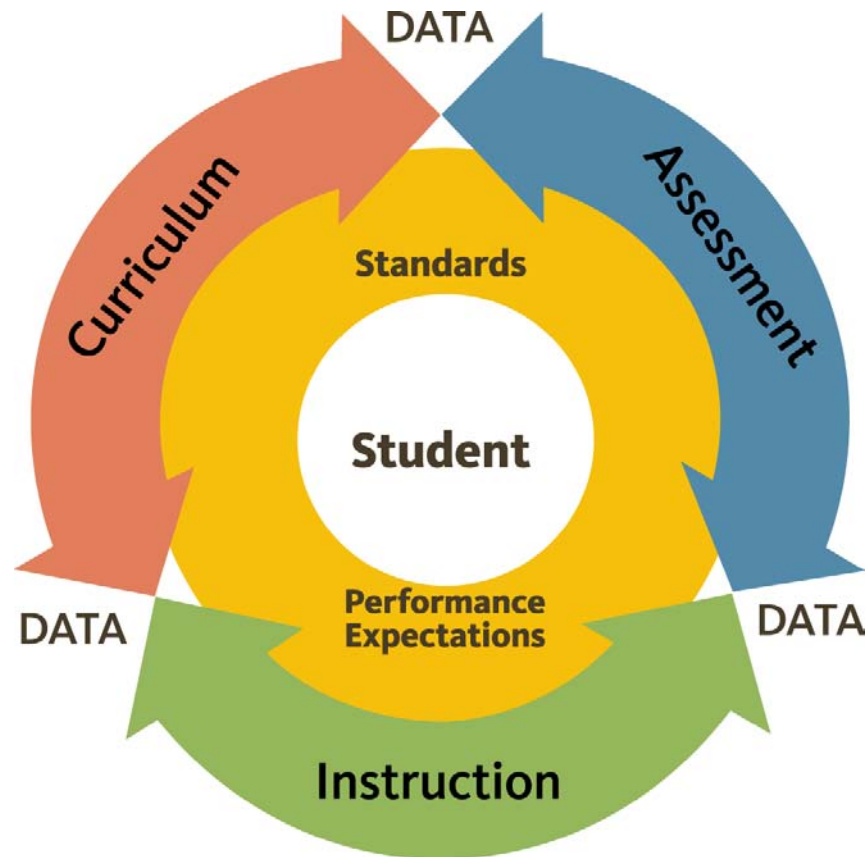 DATA
Curriculum
Assessment
Standards
Student
Performance
Expectations
DATA
DATA
Instruction